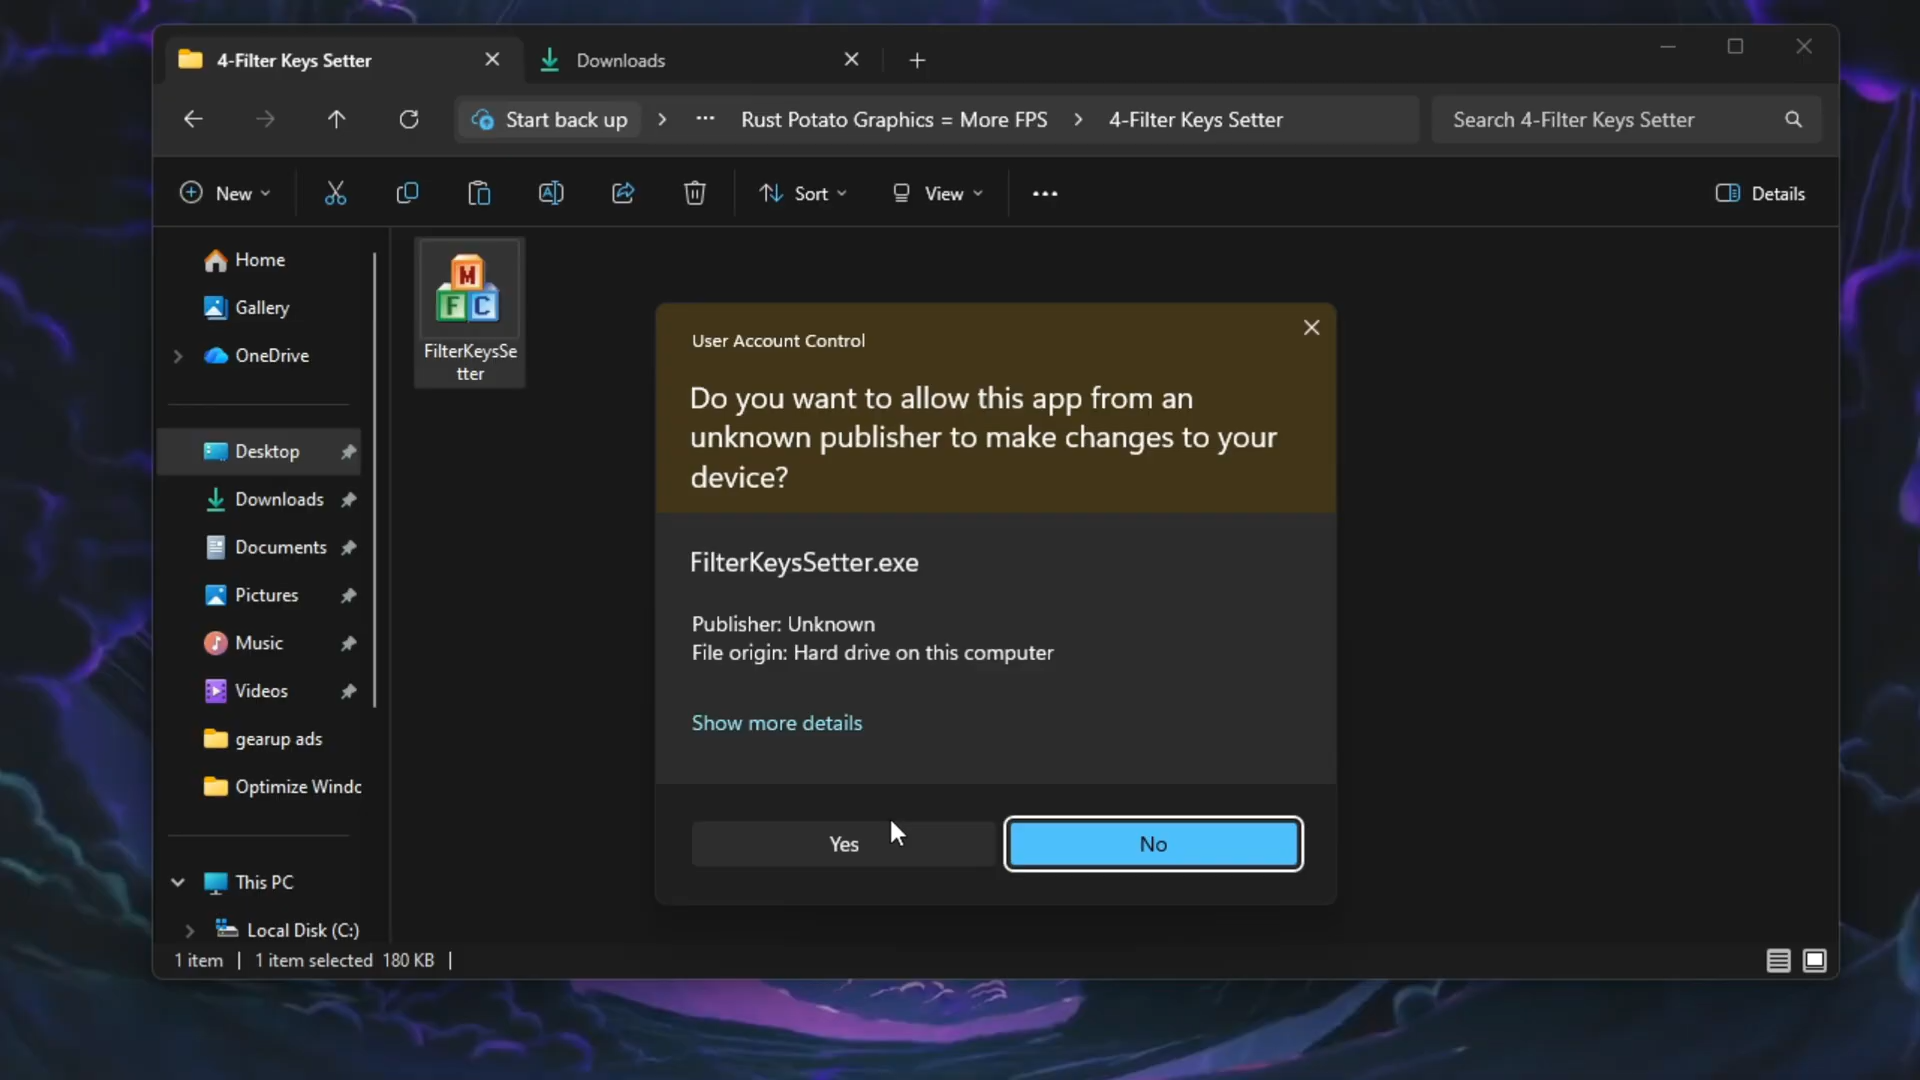 4-Filter Keys Setter
Downloads
Start back up
Rust Potato Graphics = More FPS
4-Filter Keys Setter
Search 4-Filter Keys Setter
New
Sort
View
Details
Home
Gallery
OneDrive
Desktop
Downloads
Documents
Pictures
Music
Videos
gearup ads
Optimize Windo
This PC
Local Disk (C:)
M
F C
FilterKeysSe
tter
User Account Control
Do you want to allow this app from an
unknown publisher to make changes to your
device?
FilterKeysSetter.exe
Publisher: Unknown
File origin: Hard drive on this computer
Show more details
Yes
No
1 item
1 item selected 180 KB